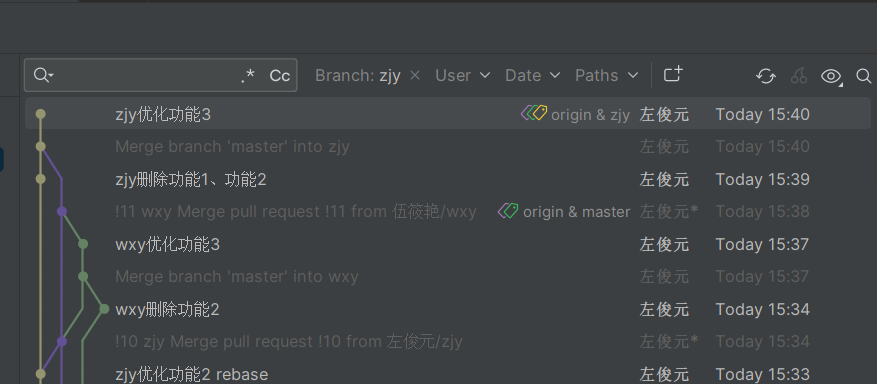 .* Cc Branch: zjy × User Date Paths
zjy优化功能3 origin & zjy 左俊元 Today 15:40
Merge branch 'master' into zjy 左俊元 Today 15:40
zjy删除功能1、功能2 左俊元 Today 15:39
!11 wxy Merge pull request !11 from 伍筱艳/wxy origin & master 左俊元* Today 15:38
wxy优化功能3 左俊元 Today 15:37
Merge branch 'master' into wxy 左俊元 Today 15:37
wxy删除功能2 左俊元 Today 15:34
!10 zjy Merge pull request !10 from 左俊元/zjy 左俊元* Today 15:34
zjy优化功能2 rebase 左俊元 Today 15:33